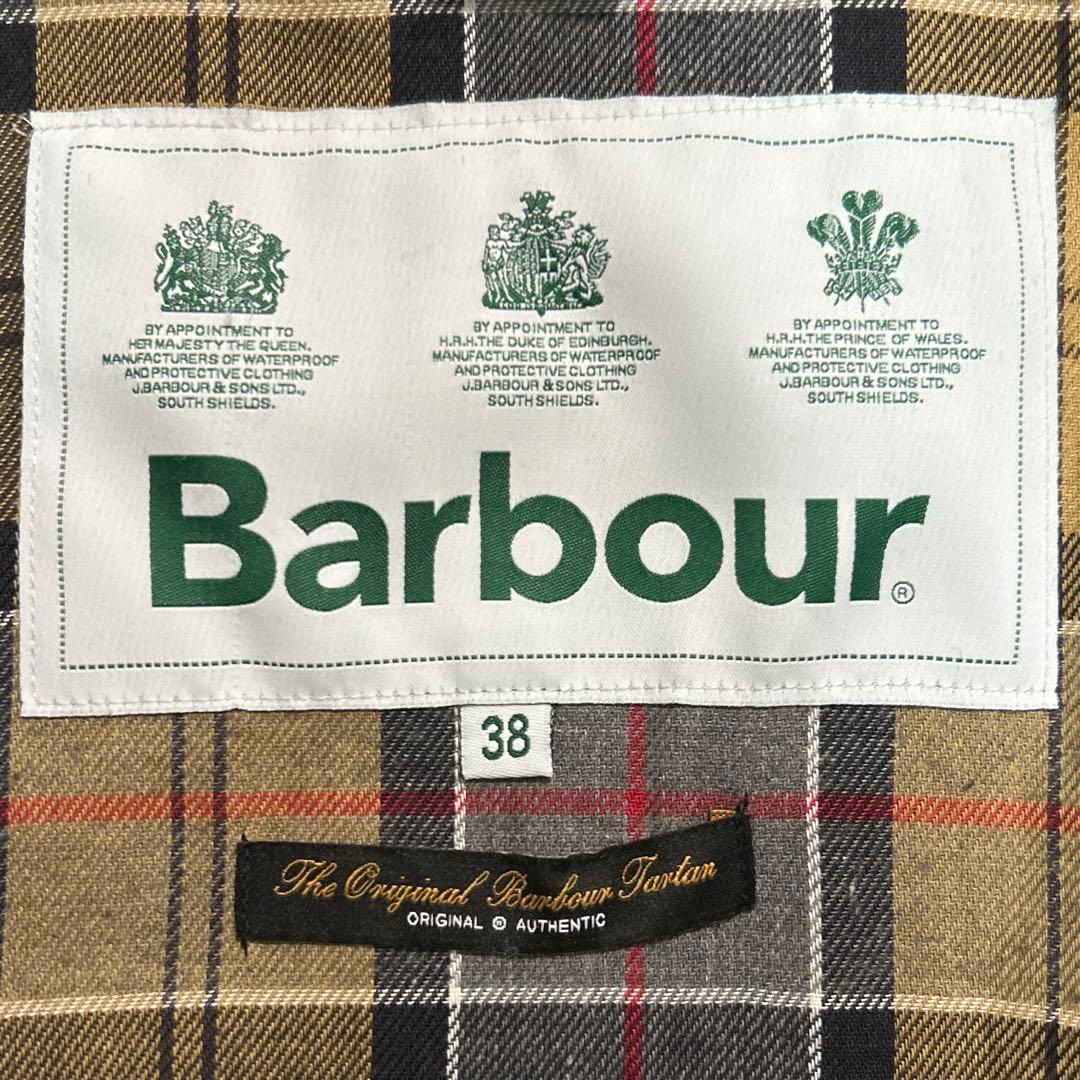 BY APPOINTMENT TO
HER MAJESTY THE QUEEN.
MANUFACTURERS OF WATERPROOF
AND PROTECTIVE CLOTHING
J.BARBOUR & SONS LTD.,
SOUTH SHIELDS.
BY APPOINTMENT TO
H.R.H.THE DUKE OF EDINBURGH.
MANUFACTURERS OF WATERPROOF
AND PROTECTIVE CLOTHING
J.BARBOUR & SONS LTD.,
SOUTH SHIELDS.
BY APPOINTMENT TO
H.R.H.THE PRINCE OF WALES.
MANUFACTURERS OF WATERPROOF
AND PROTECTIVE CLOTHING
J.BARBOUR & SONS LTD.,
SOUTH SHIELDS.
Barbour®
38
The Original Barbour Tartan
ORIGINAL ® AUTHENTIC